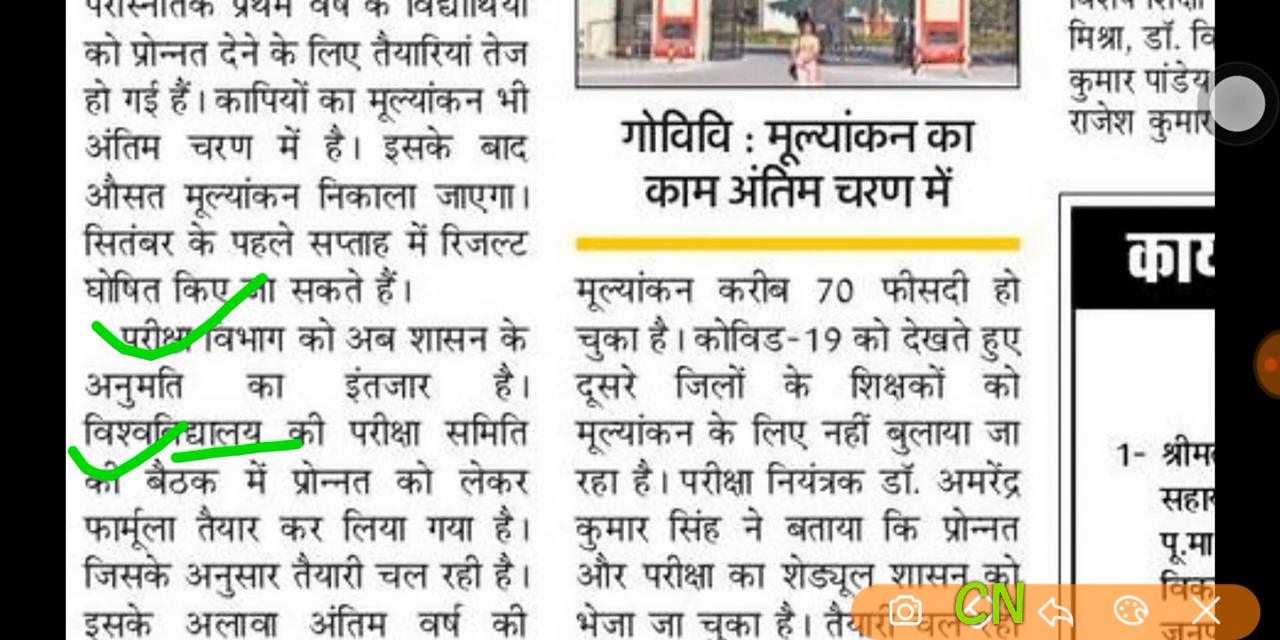 परास्नातक प्रथम वर्ष के विद्यार्थियों
को प्रोन्नत देने के लिए तैयारियां तेज
हो गई हैं। कापियों का मूल्यांकन भी
अंतिम चरण में है। इसके बाद
औसत मूल्यांकन निकाला जाएगा।
सितंबर के पहले सप्ताह में रिजल्ट
घोषित किए जा सकते हैं।
परीक्षा विभाग को अब शासन के
अनुमति का इंतजार है।
विश्वविद्यालय की परीक्षा समिति
की बैठक में प्रोन्नत को लेकर
फार्मूला तैयार कर लिया गया है।
जिसके अनुसार तैयारी चल रही है।
इसके अलावा अंतिम वर्ष की
गोविवि : मूल्यांकन का
काम अंतिम चरण में
मूल्यांकन करीब 70 फीसदी हो
चुका है। कोविड-19 को देखते हुए
दूसरे जिलों के शिक्षकों को
मूल्यांकन के लिए नहीं बुलाया जा
रहा है। परीक्षा नियंत्रक डॉ. अमरेंद्र
कुमार सिंह ने बताया कि प्रोन्नत
और परीक्षा का शेड्यूल शासन को
भेजा जा चुका है। तैयारी चल रही
मिश्रा, डॉ. वि
कुमार पांडेय
राजेश कुमार
1- श्रीम
सहा
पू.मा
विक
CN